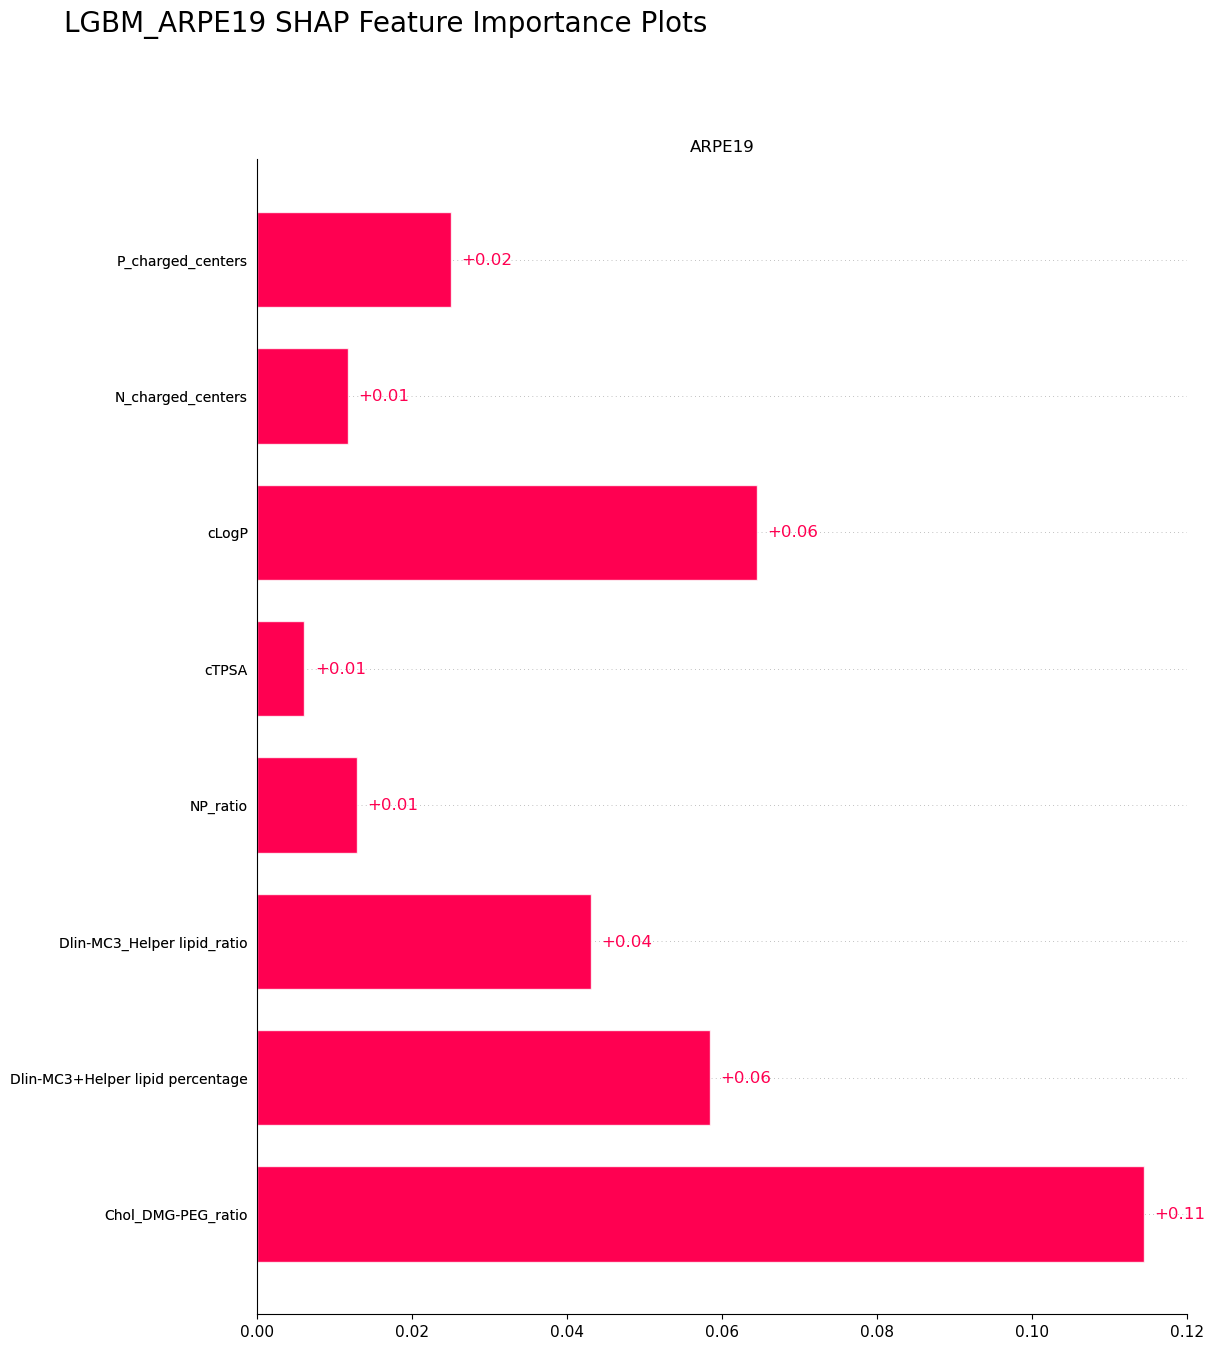 LGBM_ARPE19 SHAP Feature Importance Plots
ARPE19
P_charged_centers +0.02
N_charged_centers +0.01
cLogP +0.06
cTPSA +0.01
NP_ratio +0.01
Dlin-MC3_Helper lipid_ratio +0.04
Dlin-MC3+Helper lipid percentage +0.06
Chol_DMG-PEG_ratio +0.11
0.00 0.02 0.04 0.06 0.08 0.10 0.12